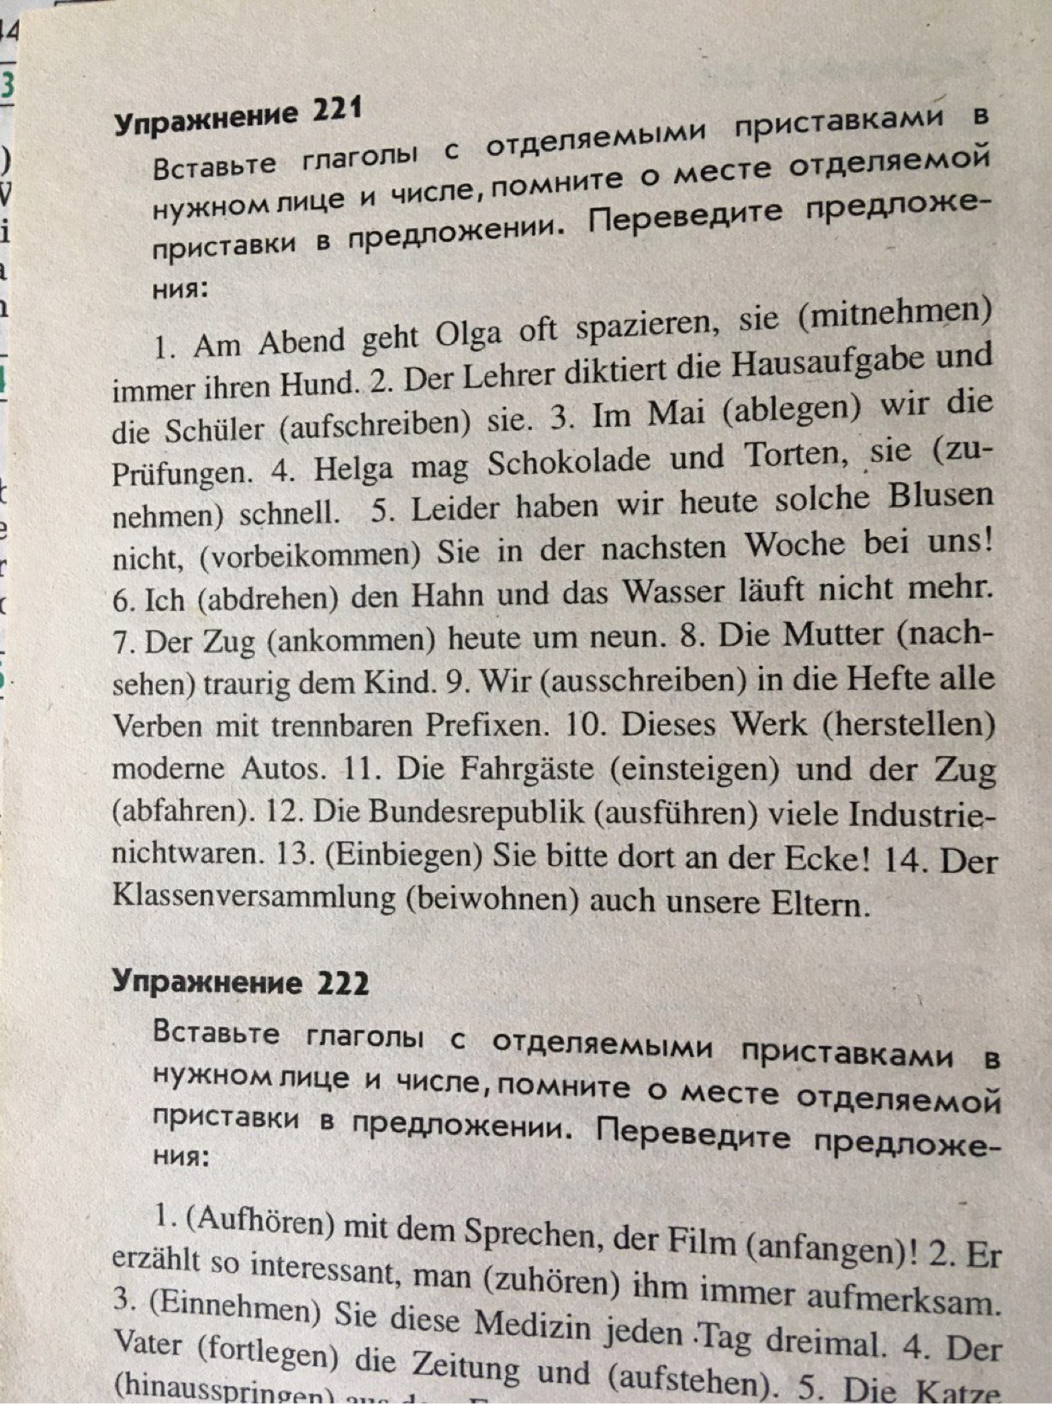 44
3
Упражнение 221
Вставьте глаголы с отделяемыми приставками в
нужном лице и числе, помните о месте отделяемой
приставки в предложении. Переведите предложе-
ния:
1. Am Abend geht Olga oft spazieren, sie (mitnehmen)
immer ihren Hund. 2. Der Lehrer diktiert die Hausaufgabe und
die Schüler (aufschreiben) sie. 3. Im Mai (ablegen) wir die
Prüfungen. 4. Helga mag Schokolade und Torten, sie (zu-
nehmen) schnell. 5. Leider haben wir heute solche Blusen
nicht, (vorbeikommen) Sie in der nachsten Woche bei uns!
6. Ich (abdrehen) den Hahn und das Wasser läuft nicht mehr.
7. Der Zug (ankommen) heute um neun. 8. Die Mutter (nach-
sehen) traurig dem Kind. 9. Wir (ausschreiben) in die Hefte alle
Verben mit trennbaren Prefixen. 10. Dieses Werk (herstellen)
moderne Autos. 11. Die Fahrgäste (einsteigen) und der Zug
(abfahren). 12. Die Bundesrepublik (ausführen) viele Industrie-
nichtwaren. 13. (Einbiegen) Sie bitte dort an der Ecke! 14. Der
Klassenversammlung (beiwohnen) auch unsere Eltern.
Упражнение 222
Вставьте глаголы с отделяемыми приставками в
нужном лице и числе, помните о месте отделяемой
приставки в предложении. Переведите предложе-
ния:
1. (Aufhören) mit dem Sprechen, der Film (anfangen)! 2. Er
erzählt so interessant, man (zuhören) ihm immer aufmerksam.
3. (Einnehmen) Sie diese Medizin jeden Tag dreimal. 4. Der
Vater (fortlegen) die Zeitung und (aufstehen). 5. Die Katze
(hinausspringen) aus